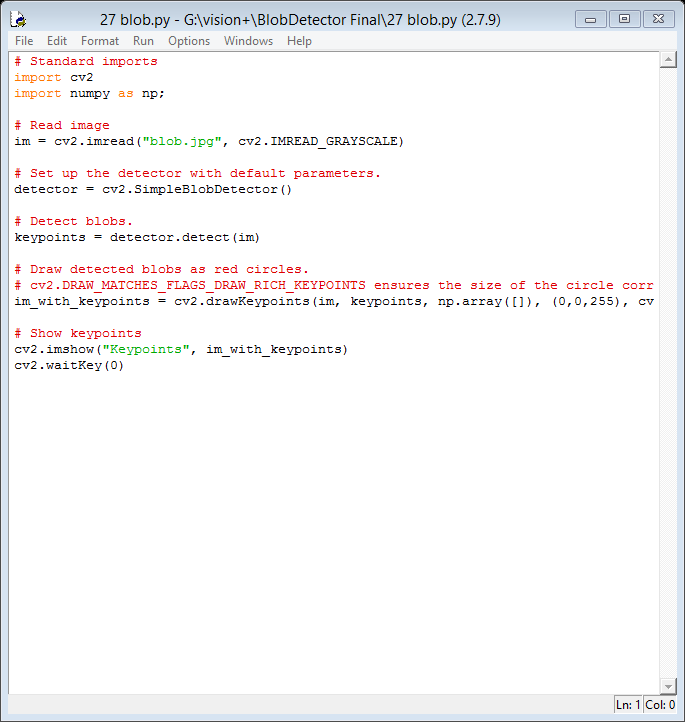 27 blob.py - G:\vision+\BlobDetector Final\27 blob.py (2.7.9)
File Edit Format Run Options Windows Help
# Standard imports
import cv2
import numpy as np;
# Read image
im = cv2.imread("blob.jpg", cv2.IMREAD_GRAYSCALE)
# Set up the detector with default parameters.
detector = cv2.SimpleBlobDetector()
# Detect blobs.
keypoints = detector.detect(im)
# Draw detected blobs as red circles.
# cv2.DRAW_MATCHES_FLAGS_DRAW_RICH_KEYPOINTS ensures the size of the circle corr
im_with_keypoints = cv2.drawKeypoints(im, keypoints, np.array([]), (0,0,255), cv
# Show keypoints
cv2.imshow("Keypoints", im_with_keypoints)
cv2.waitKey(0)
Ln: 1 Col: 0